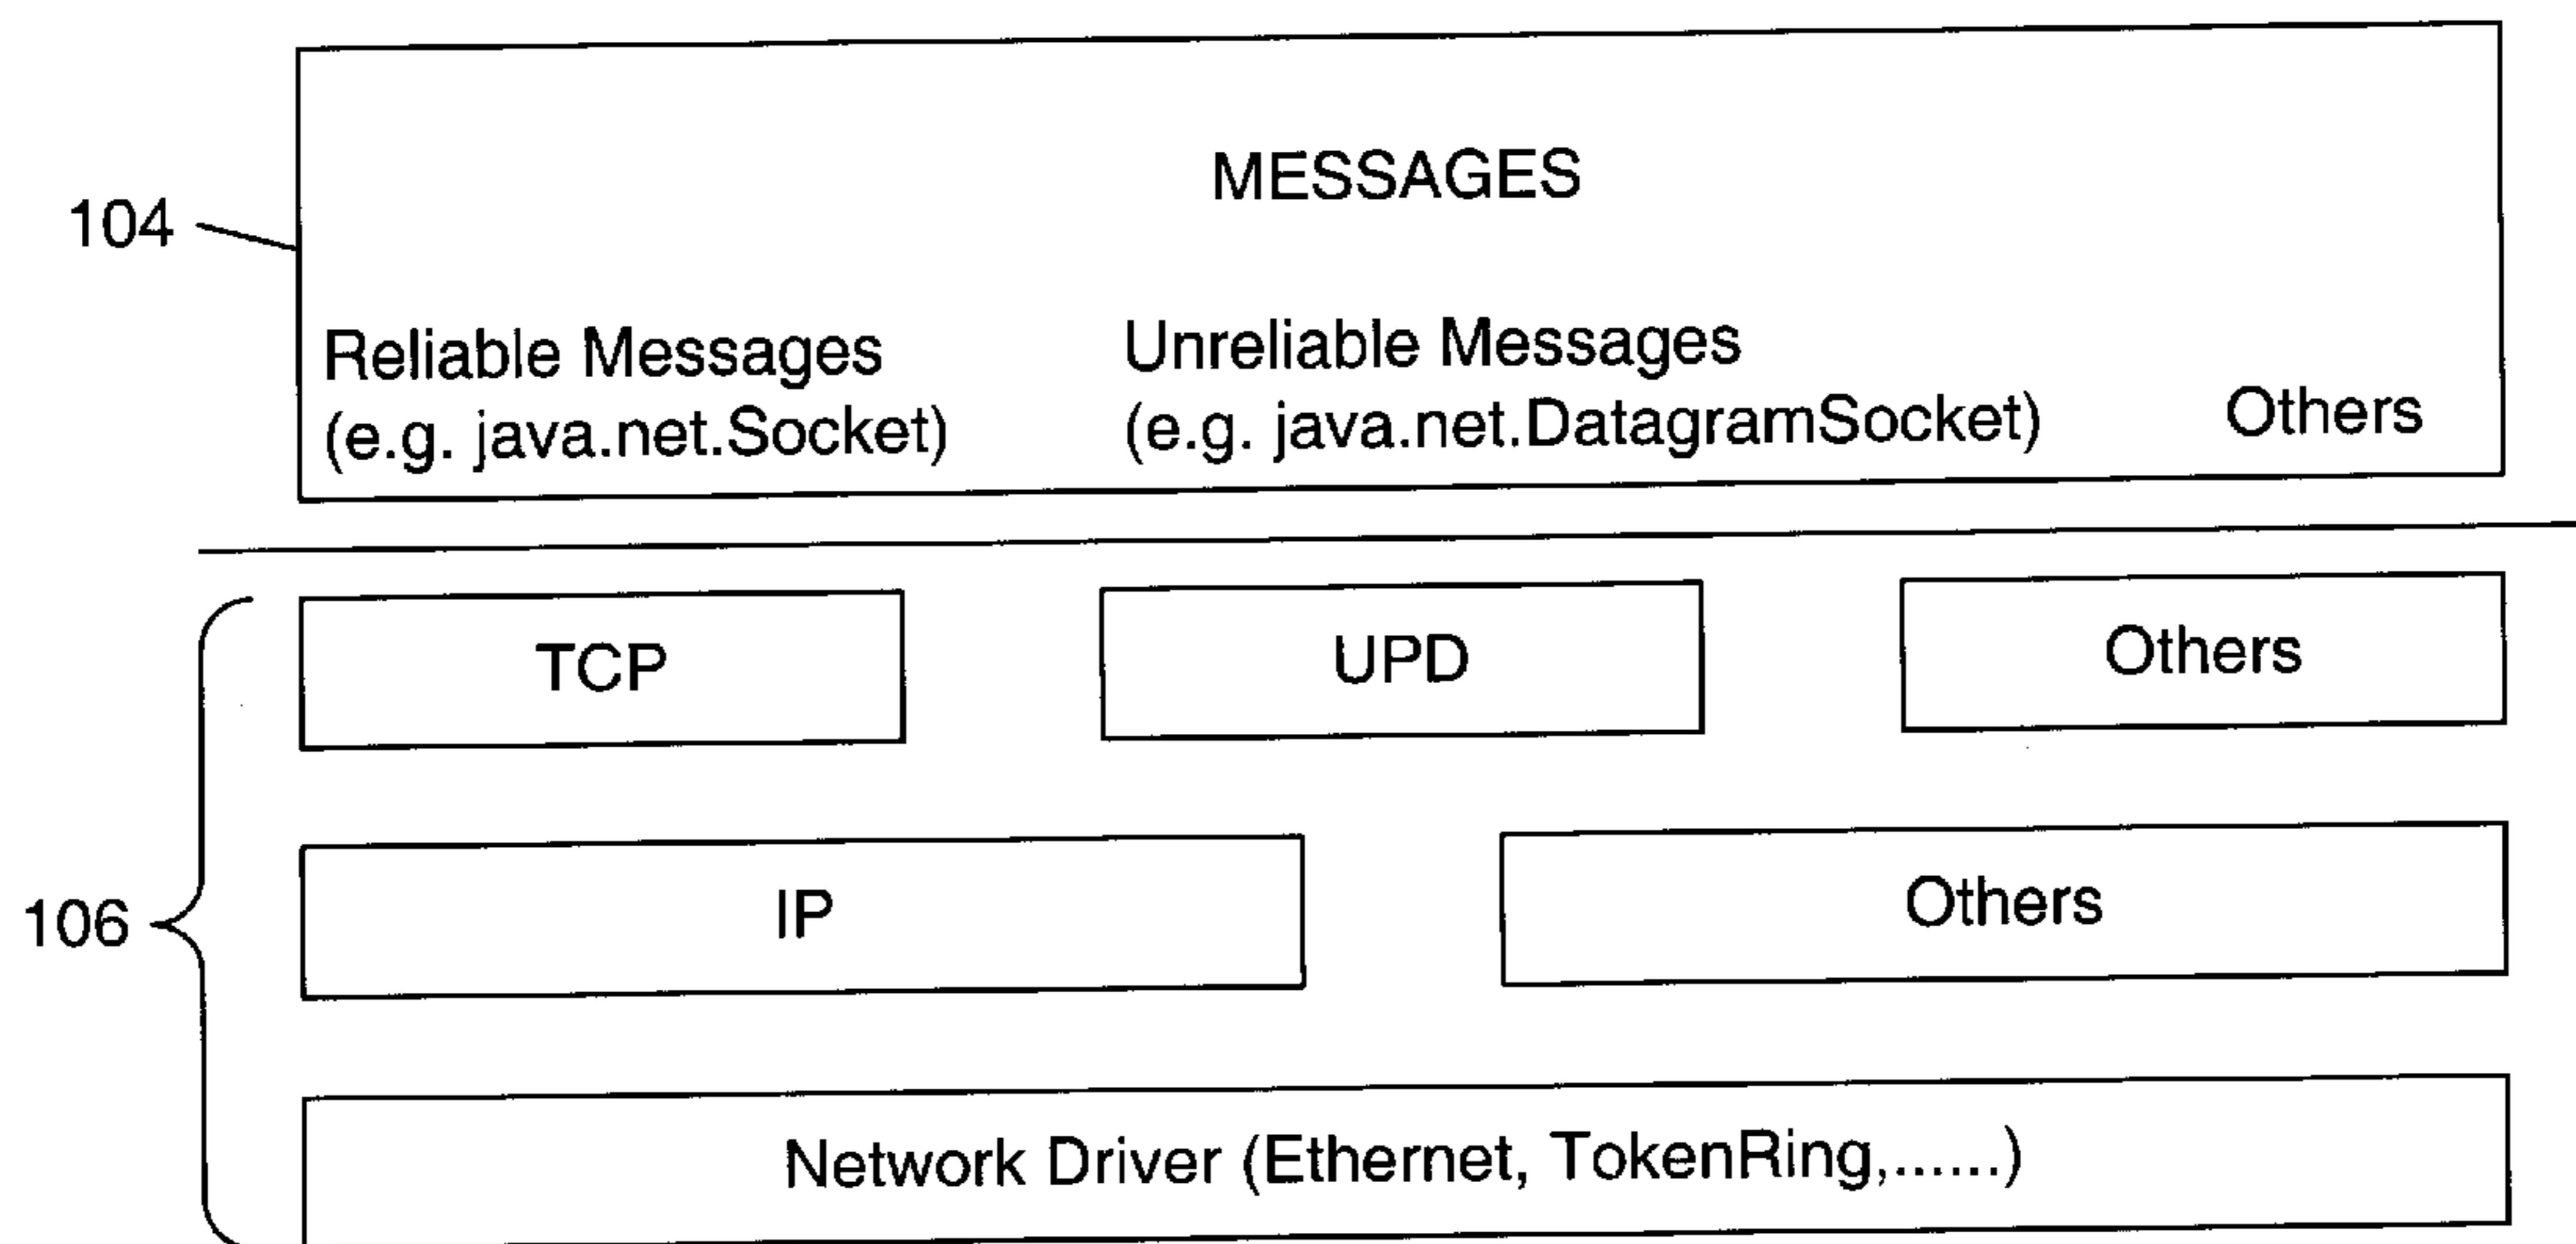 MESSAGES
104
Reliable Messages
(e.g. java.net.Socket)
Unreliable Messages
(e.g. java.net.DatagramSocket)
Others
TCP
UPD
Others
106
IP
Others
Network Driver (Ethernet, TokenRing,......)